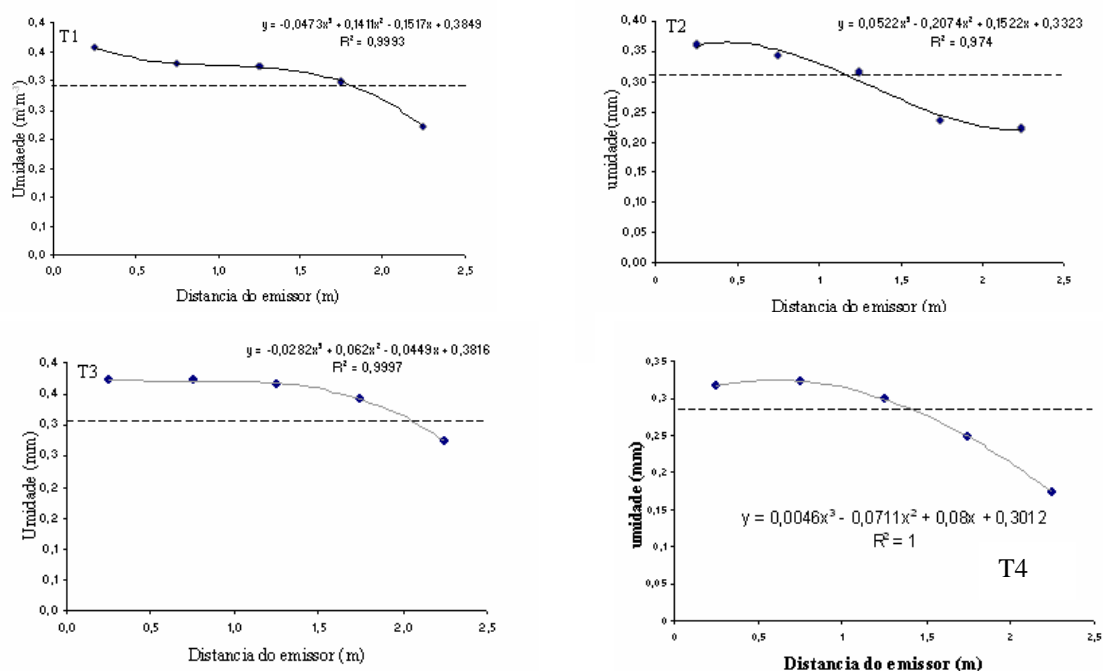 T1
y = -0,0473x³ + 0,1411x² - 0,1517x + 0,3849
R² = 0,9993
0,4
0,4
0,3
0,3
0,2
0,2
0,1
0,1
0,0
Umidaede (m³m⁻³)
0,0 0,5 1,0 1,5 2,0 2,5
Distancia do emissor (m)
T2
y = 0,0522x³ - 0,2074x² + 0,1522x + 0,3323
R² = 0,974
0,40
0,35
0,30
0,25
0,20
0,15
0,10
0,05
0,00
umidade (mm)
0 0,5 1 1,5 2 2,5
Distancia do emissor (m)
T3
y = -0,0282x³ + 0,062x² - 0,0449x + 0,3816
R² = 0,9997
0,4
0,4
0,3
0,3
0,2
0,2
0,1
0,1
0,0
Umidade (mm)
0,0 0,5 1,0 1,5 2,0 2,5
Distancia do emissor (m)
0,35
0,3
0,25
0,2
0,15
0,1
0,05
0
umidade (mm)
y = 0,0046x³ - 0,0711x² + 0,08x + 0,3012
R² = 1
T4
0 0,5 1 1,5 2 2,5
Distancia do emissor (m)